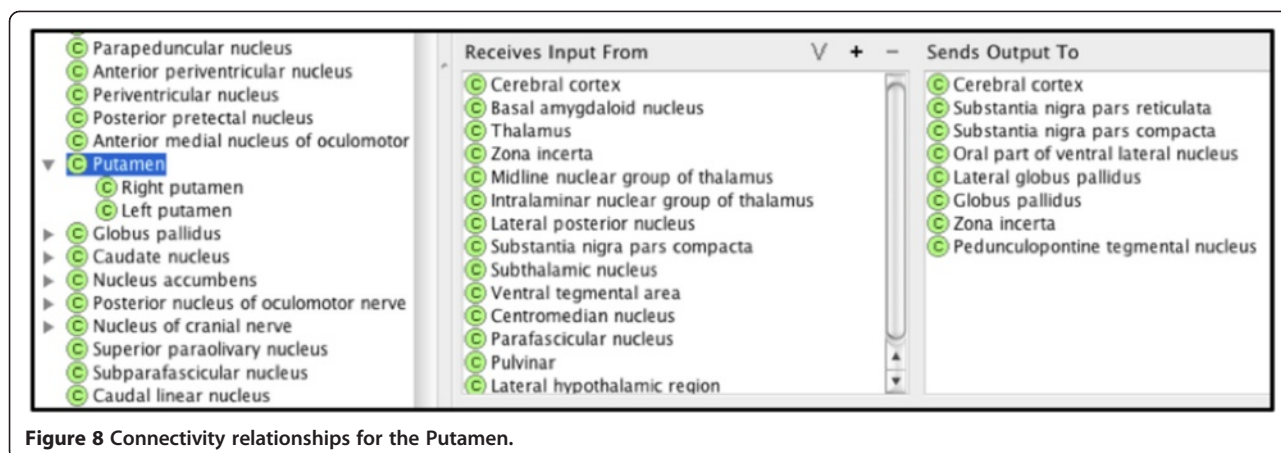 Parapeduncular nucleus
Anterior periventricular nucleus
Periventricular nucleus
Posterior pretectal nucleus
Anterior medial nucleus of oculomotor
Putamen
Right putamen
Left putamen
Globus pallidus
Caudate nucleus
Nucleus accumbens
Posterior nucleus of oculomotor nerve
Nucleus of cranial nerve
Superior paraolivary nucleus
Subparafascicular nucleus
Caudal linear nucleus
Receives Input From
Cerebral cortex
Basal amygdaloid nucleus
Thalamus
Zona incerta
Midline nuclear group of thalamus
Intralaminar nuclear group of thalamus
Lateral posterior nucleus
Substantia nigra pars compacta
Subthalamic nucleus
Ventral tegmental area
Centromedian nucleus
Parafascicular nucleus
Pulvinar
Lateral hypothalamic region
Sends Output To
Cerebral cortex
Substantia nigra pars reticulata
Substantia nigra pars compacta
Oral part of ventral lateral nucleus
Lateral globus pallidus
Globus pallidus
Zona incerta
Pedunculopontine tegmental nucleus
Figure 8 Connectivity relationships for the Putamen.